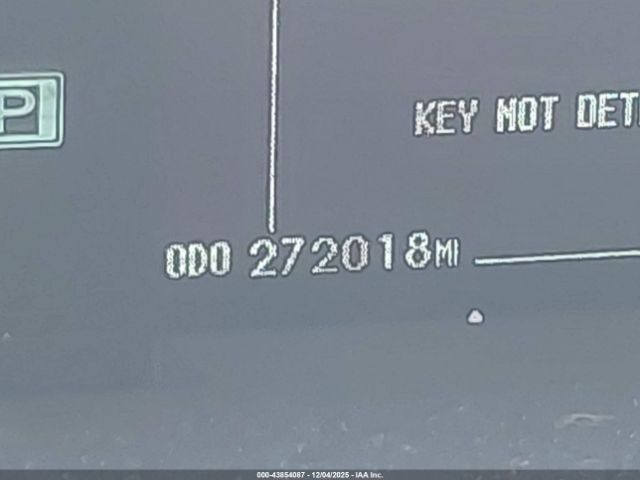 P
KEY NOT DET
ODO 272018MI
000-43854087 - 12/04/2025 - IAA Inc.